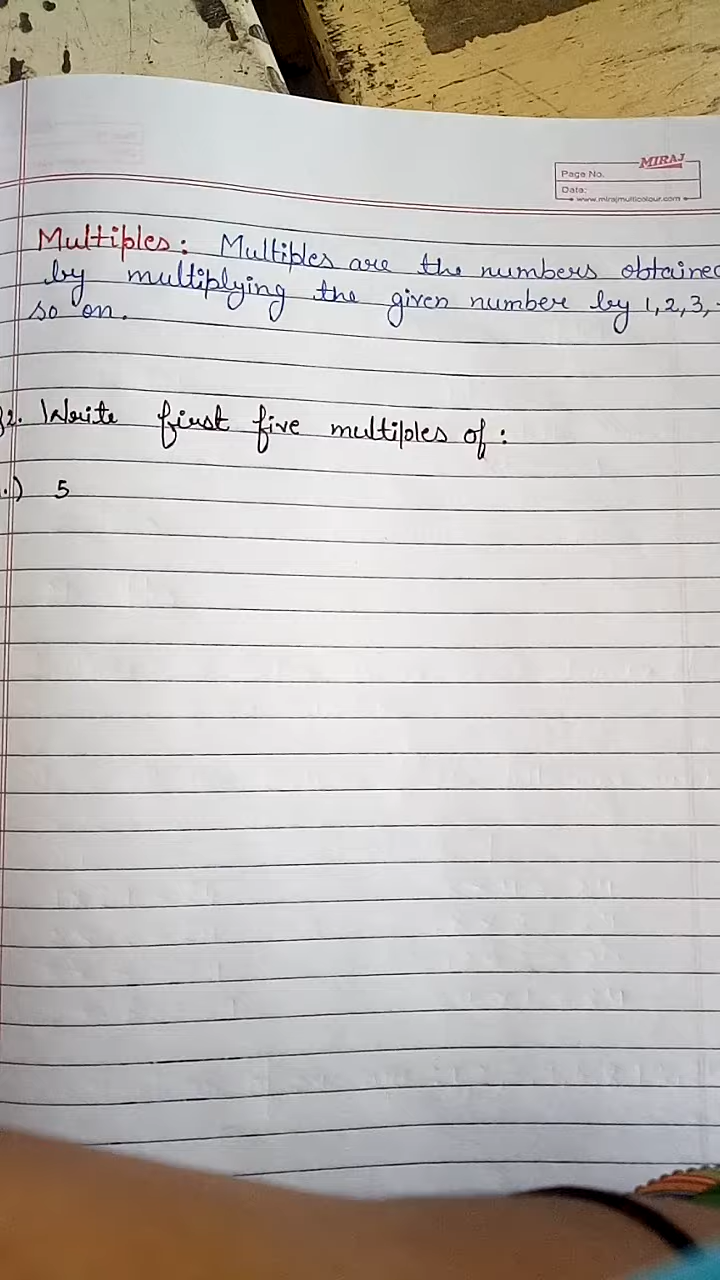 MIRAJ
Page No.
Date:
www.mirajmulticolour.com
Multiples: Multiples are the numbers obtained
by multiplying the given number by 1, 2, 3,
so on.
2. Write first five multiples of :
.) 5